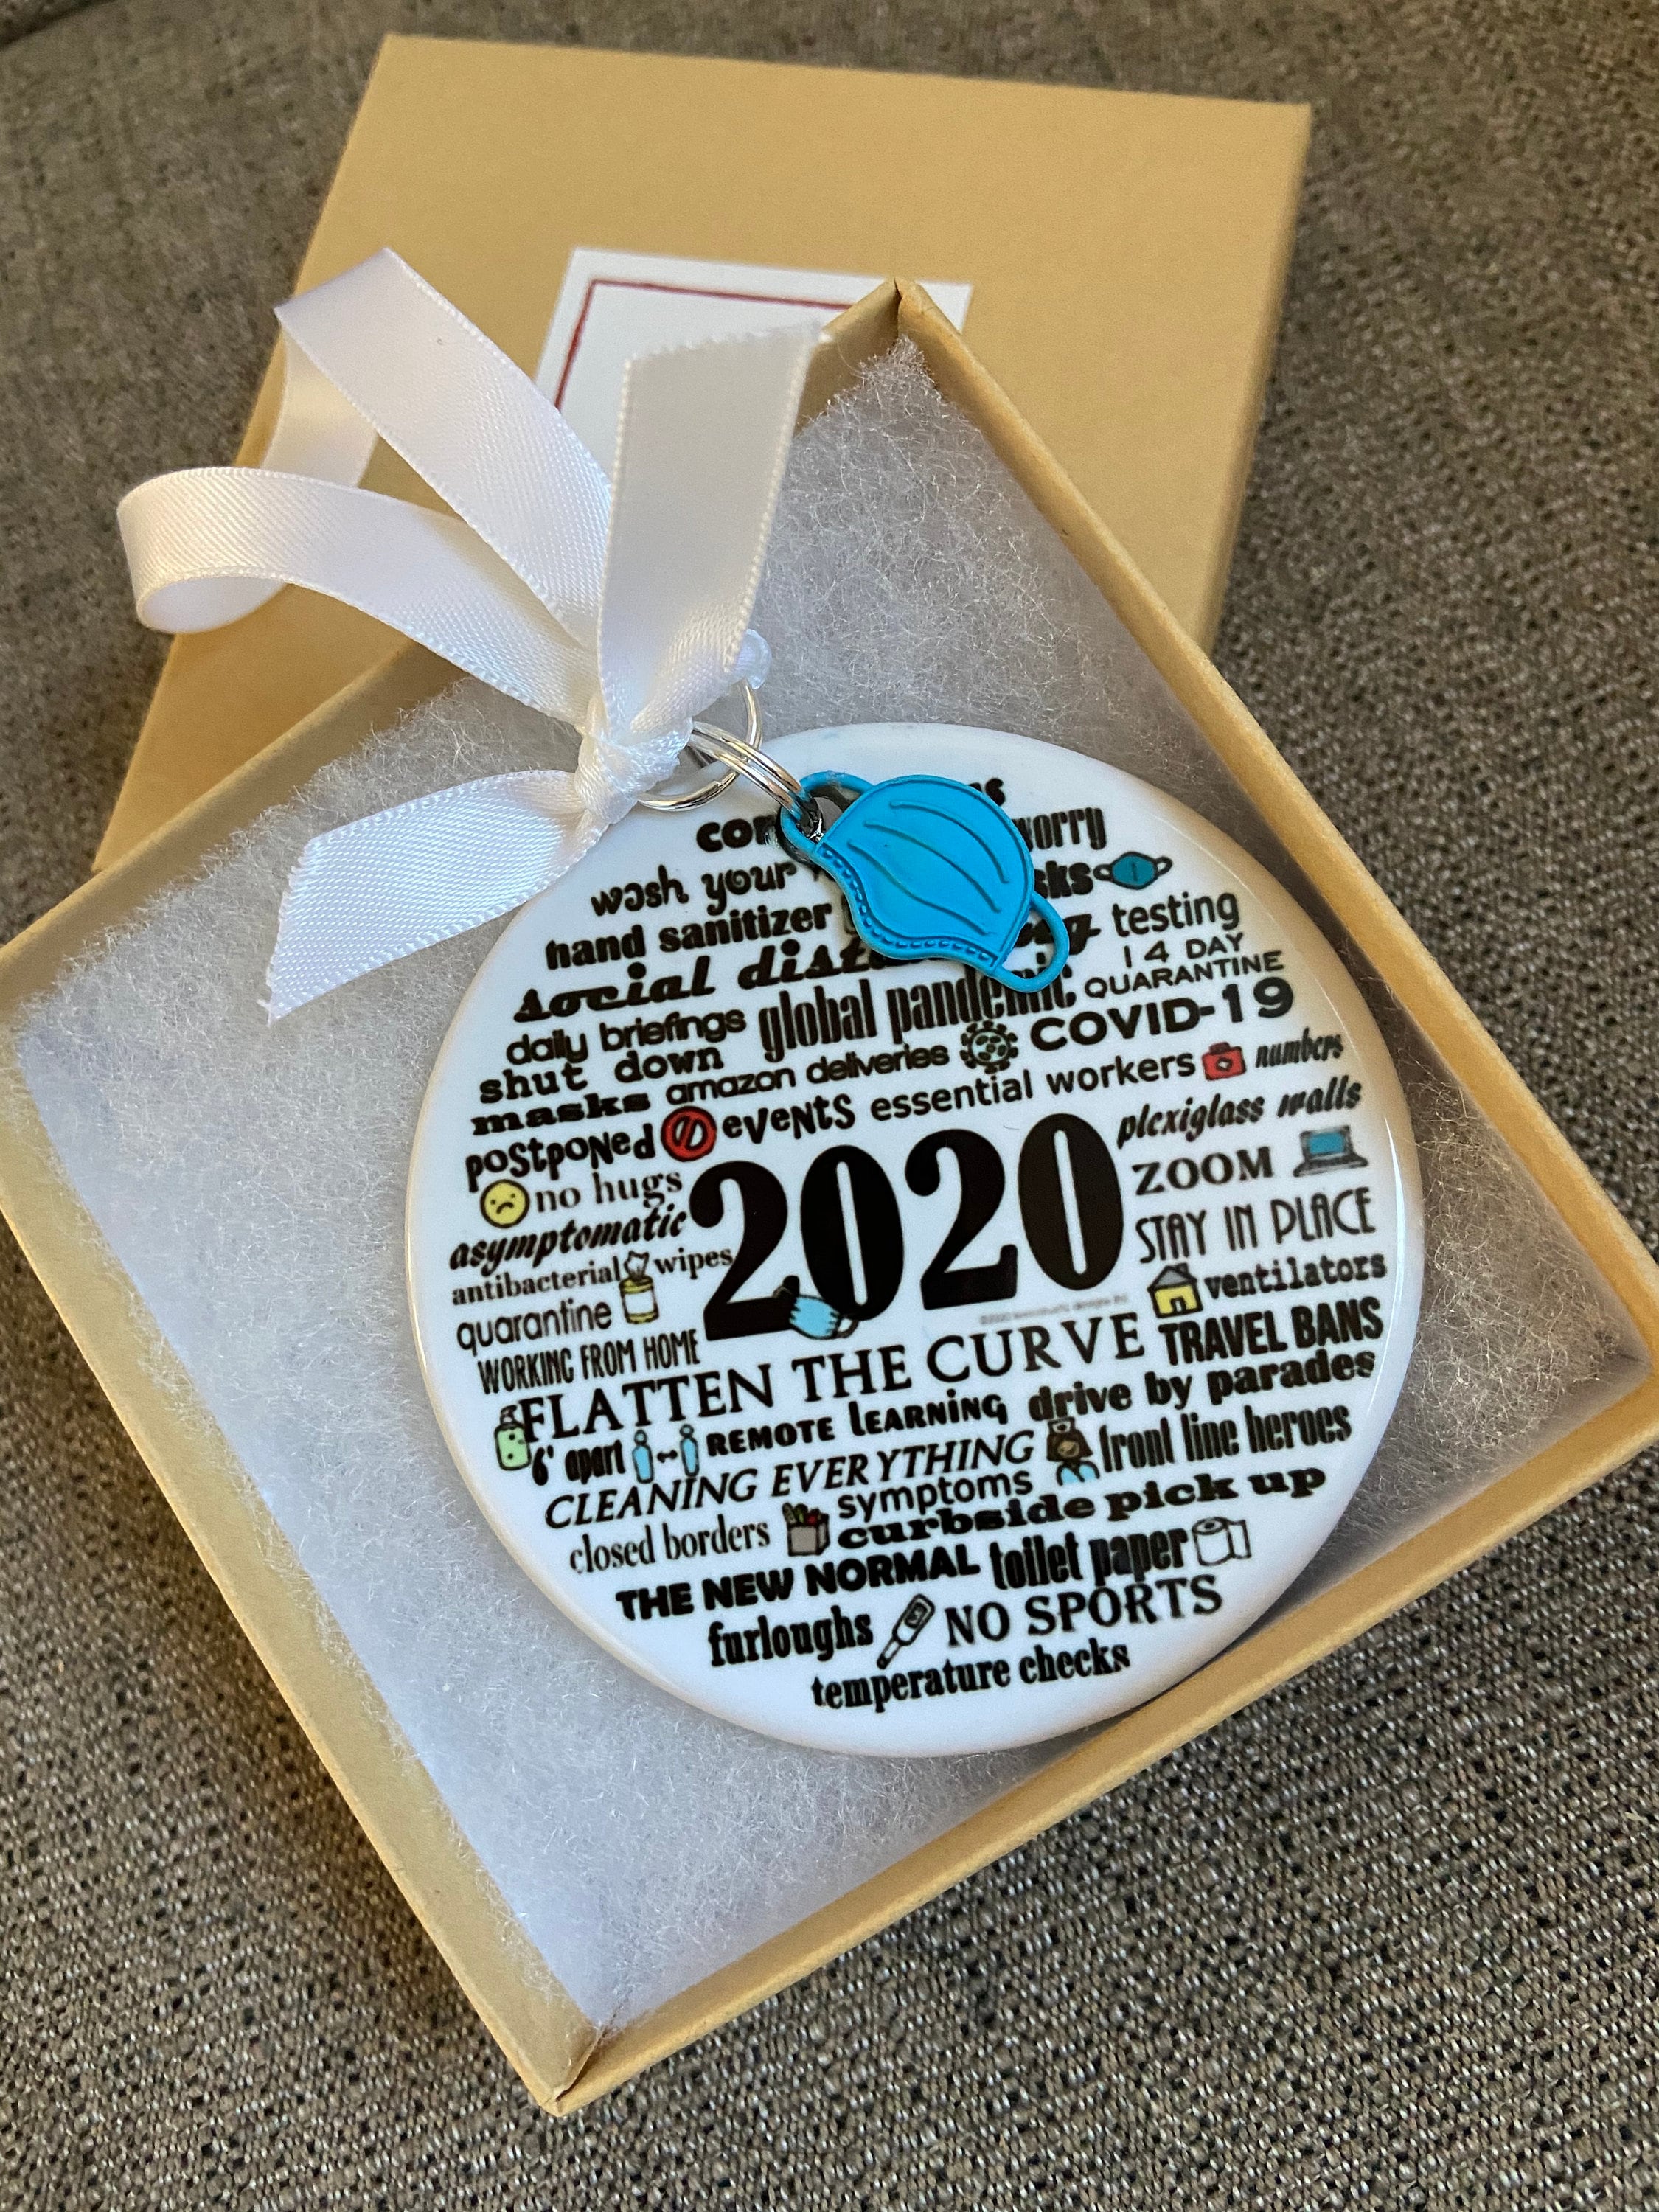 worry
wash your
hand sanitizer
testing
social
14 DAY
QUARANTINE
daily briefings
global pandemic
COVID-19
shut down
amazon deliveries
essential workers
numbers
masks
postponed
events
plexiglass walls
no hugs
2020
ZOOM
asymptomatic
STAY IN PLACE
antibacterial wipes
ventilators
quarantine
TRAVEL BANS
WORKING FROM HOME
FLATTEN THE CURVE
drive by parades
6' apart
REMOTE LEARNING
front line heroes
CLEANING EVERYTHING
symptoms
closed borders
curbside pick up
THE NEW NORMAL
toilet paper
furloughs
NO SPORTS
temperature checks